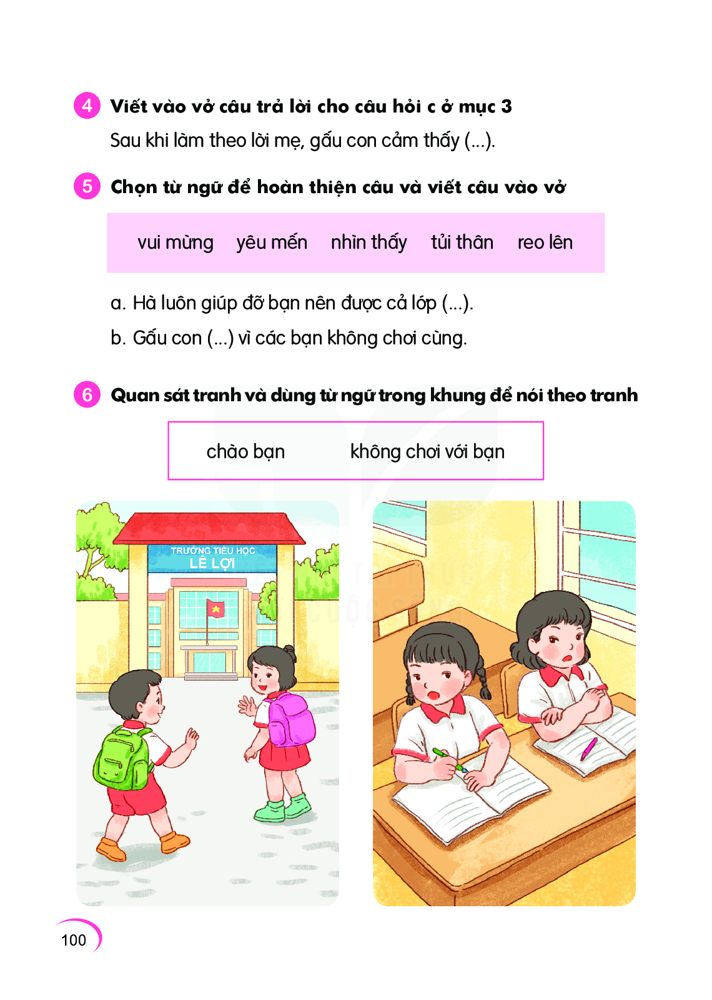 4 Viết vào vở câu trả lời cho câu hỏi c ở mục 3
Sau khi làm theo lời mẹ, gấu con cảm thấy (...).
5 Chọn từ ngữ để hoàn thiện câu và viết câu vào vở
vui mừng yêu mến nhìn thấy tủi thân reo lên
a. Hà luôn giúp đỡ bạn nên được cả lớp (...).
b. Gấu con (...) vì các bạn không chơi cùng.
6 Quan sát tranh và dùng từ ngữ trong khung để nói theo tranh
chào bạn không chơi với bạn
TRƯỜNG TIỂU HỌC
LÊ LỢI
100